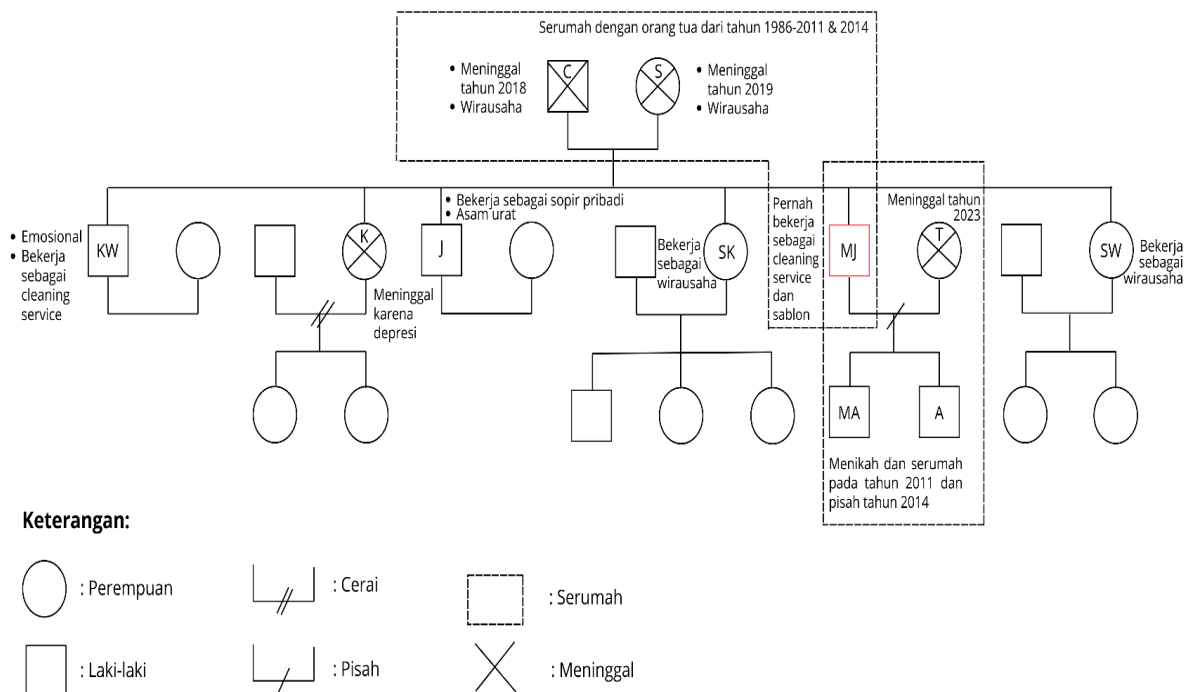 Serumah dengan orang tua dari tahun 1986-2011 & 2014
• Meninggal
tahun 2018
• Wirausaha
C
S
• Meninggal
tahun 2019
• Wirausaha
• Emosional
• Bekerja
sebagai
cleaning
service
KW
K
Meninggal
karena
depresi
• Bekerja sebagai sopir pribadi
• Asam urat
J
Bekerja
sebagai
wirausaha
SK
Pernah
bekerja
sebagai
cleaning
service
dan
sablon
MJ
Meninggal tahun
2023
T
SW
Bekerja
sebagai
wirausaha
MA
A
Menikah dan serumah
pada tahun 2011 dan
pisah tahun 2014
Keterangan:
: Perempuan
: Cerai
: Serumah
: Laki-laki
: Pisah
: Meninggal